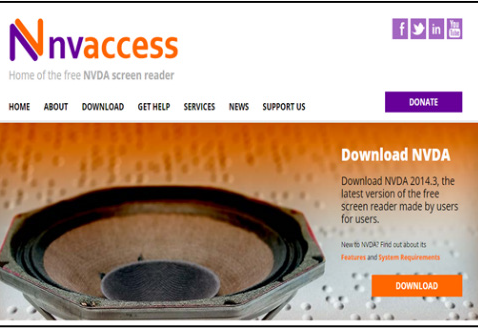 nvaccess
f in You Tube
Home of the free NVDA screen reader
HOME ABOUT DOWNLOAD GET HELP SERVICES NEWS SUPPORT US
DONATE
Download NVDA
Download NVDA 2014.3, the
latest version of the free
screen reader made by users
for users.
New to NVDA? Find out about its
Features and System Requirements
DOWNLOAD